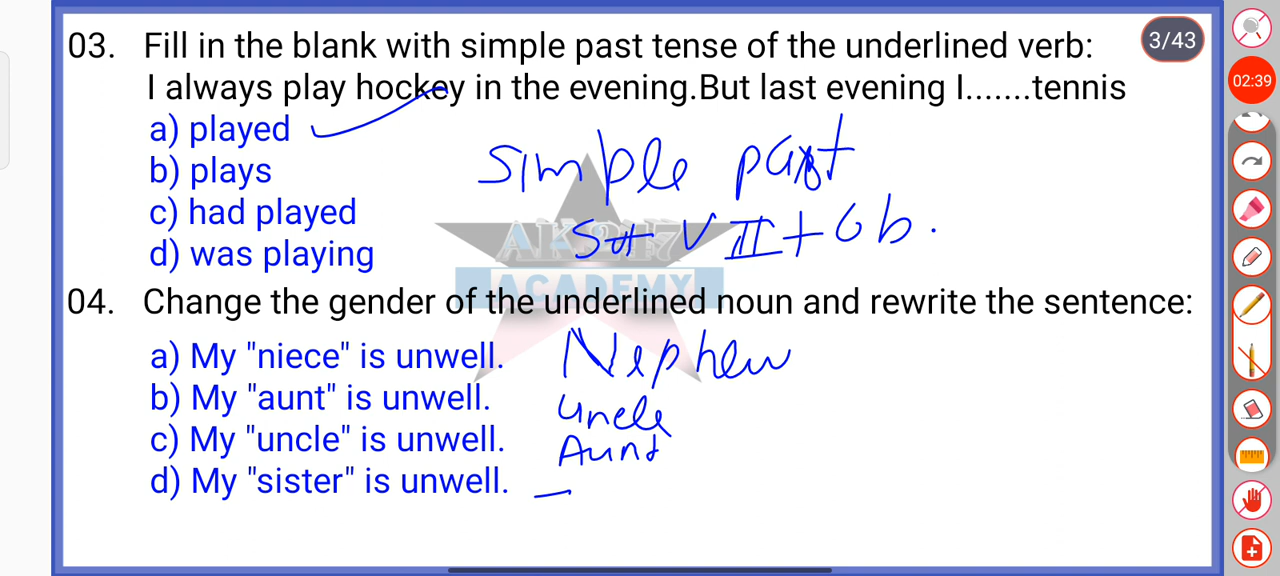 03. Fill in the blank with simple past tense of the underlined verb:
3/43
02:39
I always play hockey in the evening.But last evening I.......tennis
a) played
b) plays
simple past
c) had played
S+ V II + Ob.
d) was playing
AK 247
ACADEMY
04. Change the gender of the underlined noun and rewrite the sentence:
a) My "niece" is unwell. Nephew
b) My "aunt" is unwell. Uncle
c) My "uncle" is unwell. Aunt
d) My "sister" is unwell.